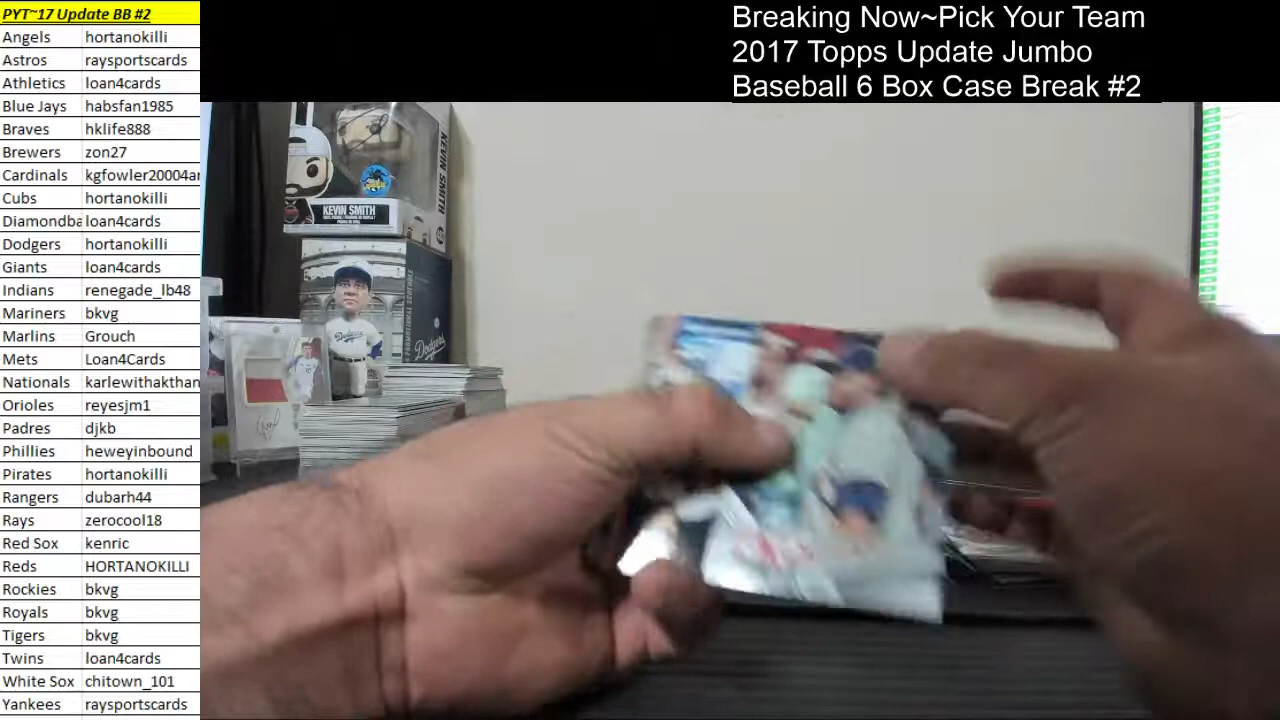 PYT~17 Update BB #2
Angels hortanokilli
Astros raysportscards
Athletics loan4cards
Blue Jays habsfan1985
Braves hklife888
Brewers zon27
Cardinals kgfowler20004ar
Cubs hortanokilli
Diamondba loan4cards
Dodgers hortanokilli
Giants loan4cards
Indians renegade_lb48
Mariners bkvg
Marlins Grouch
Mets Loan4Cards
Nationals karlewithakthan
Orioles reyesjm1
Padres djkb
Phillies heweyinbound
Pirates hortanokilli
Rangers dubarh44
Rays zerocool18
Red Sox kenric
Reds HORTANOKILLI
Rockies bkvg
Royals bkvg
Tigers bkvg
Twins loan4cards
White Sox chitown_101
Yankees raysportscards
Breaking Now~Pick Your Team
2017 Topps Update Jumbo
Baseball 6 Box Case Break #2
KEVIN SMITH
KEVIN SMITH
Dodgers
Dodgers